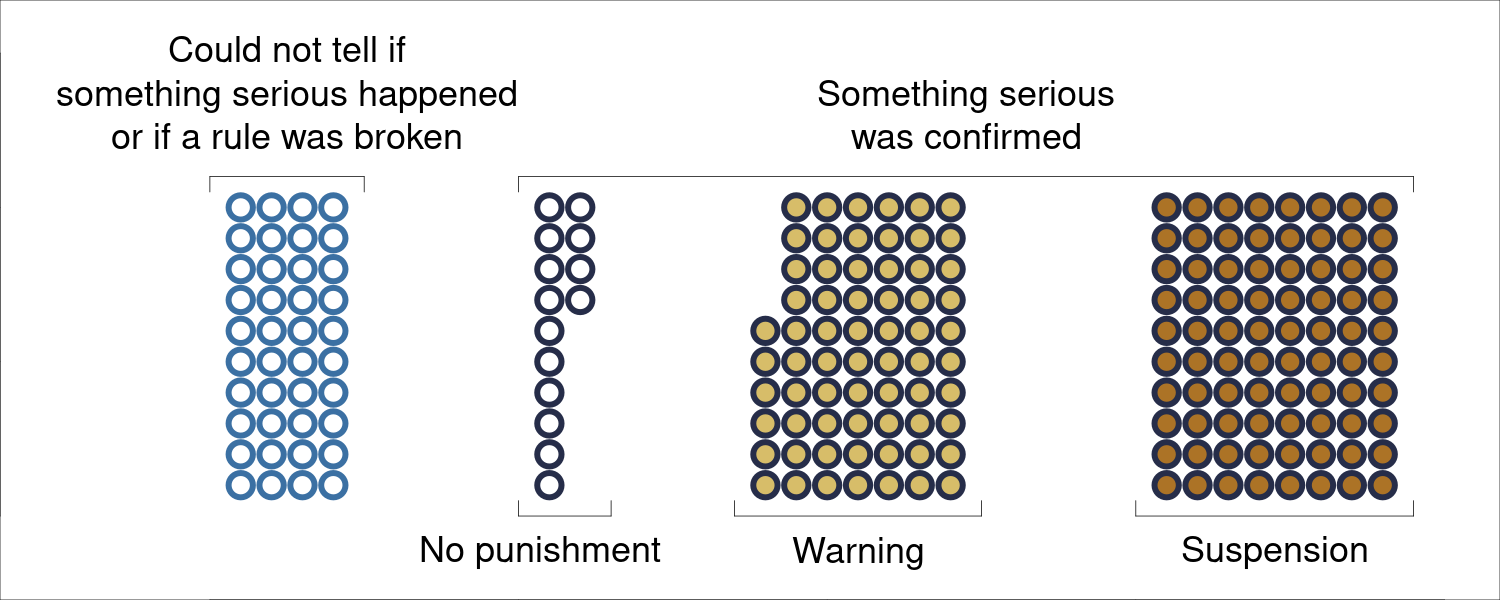 Could not tell if
something serious happened
or if a rule was broken
Something serious
was confirmed
No punishment
Warning
Suspension